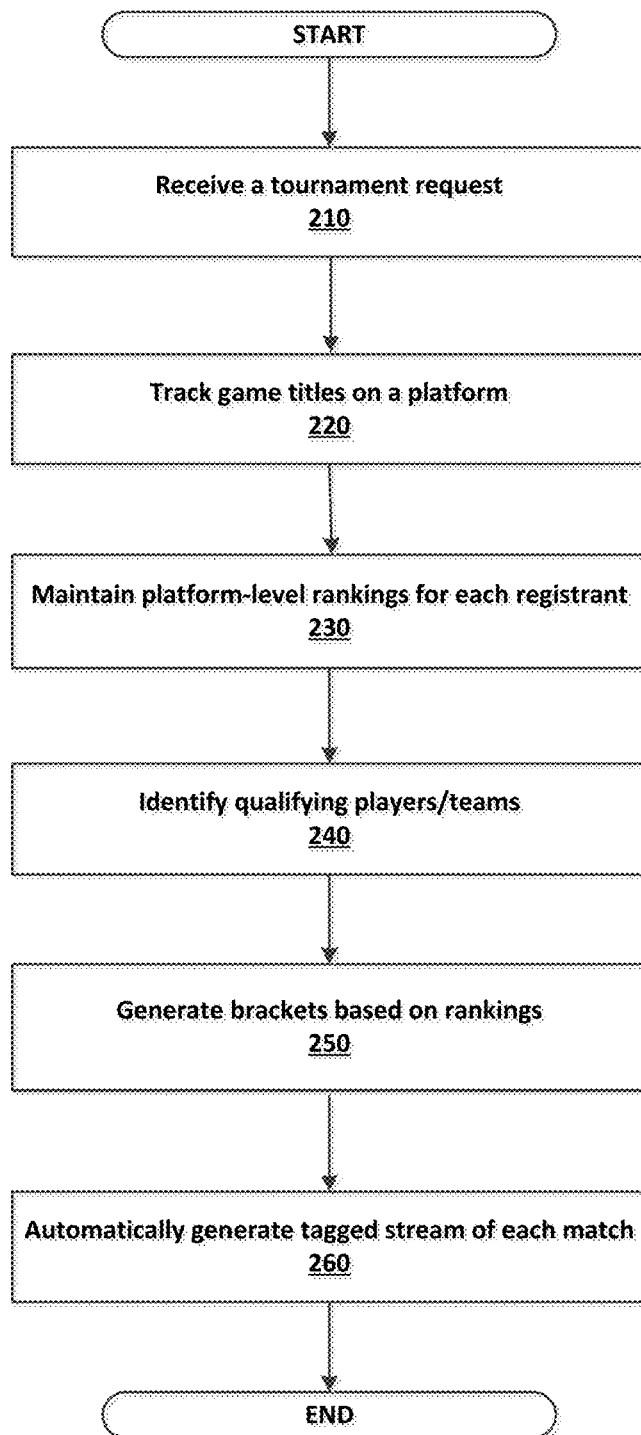 START
Receive a tournament request
210
Track game titles on a platform
220
Maintain platform-level rankings for each registrant
230
Identify qualifying players/teams
240
Generate brackets based on rankings
250
Automatically generate tagged stream of each match
260
END